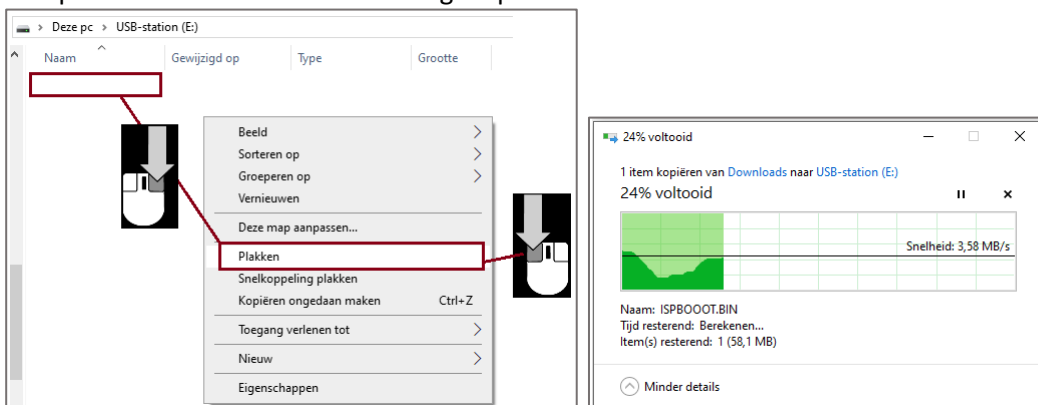 Deze pc > USB-station (E:)
Naam Gewijzigd op Type Grootte
Beeld
Sorteren op
Groeperen op
Vernieuwen
Deze map aanpassen...
Plakken
Snelkoppeling plakken
Kopiëren ongedaan maken Ctrl+Z
Toegang verlenen tot
Nieuw
Eigenschappen
24% voltooid
1 item kopiëren van Downloads naar USB-station (E:)
24% voltooid
Snelheid: 3,58 MB/s
Naam: ISPBOOOT.BIN
Tijd resterend: Berekenen...
Item(s) resterend: 1 (58,1 MB)
Minder details